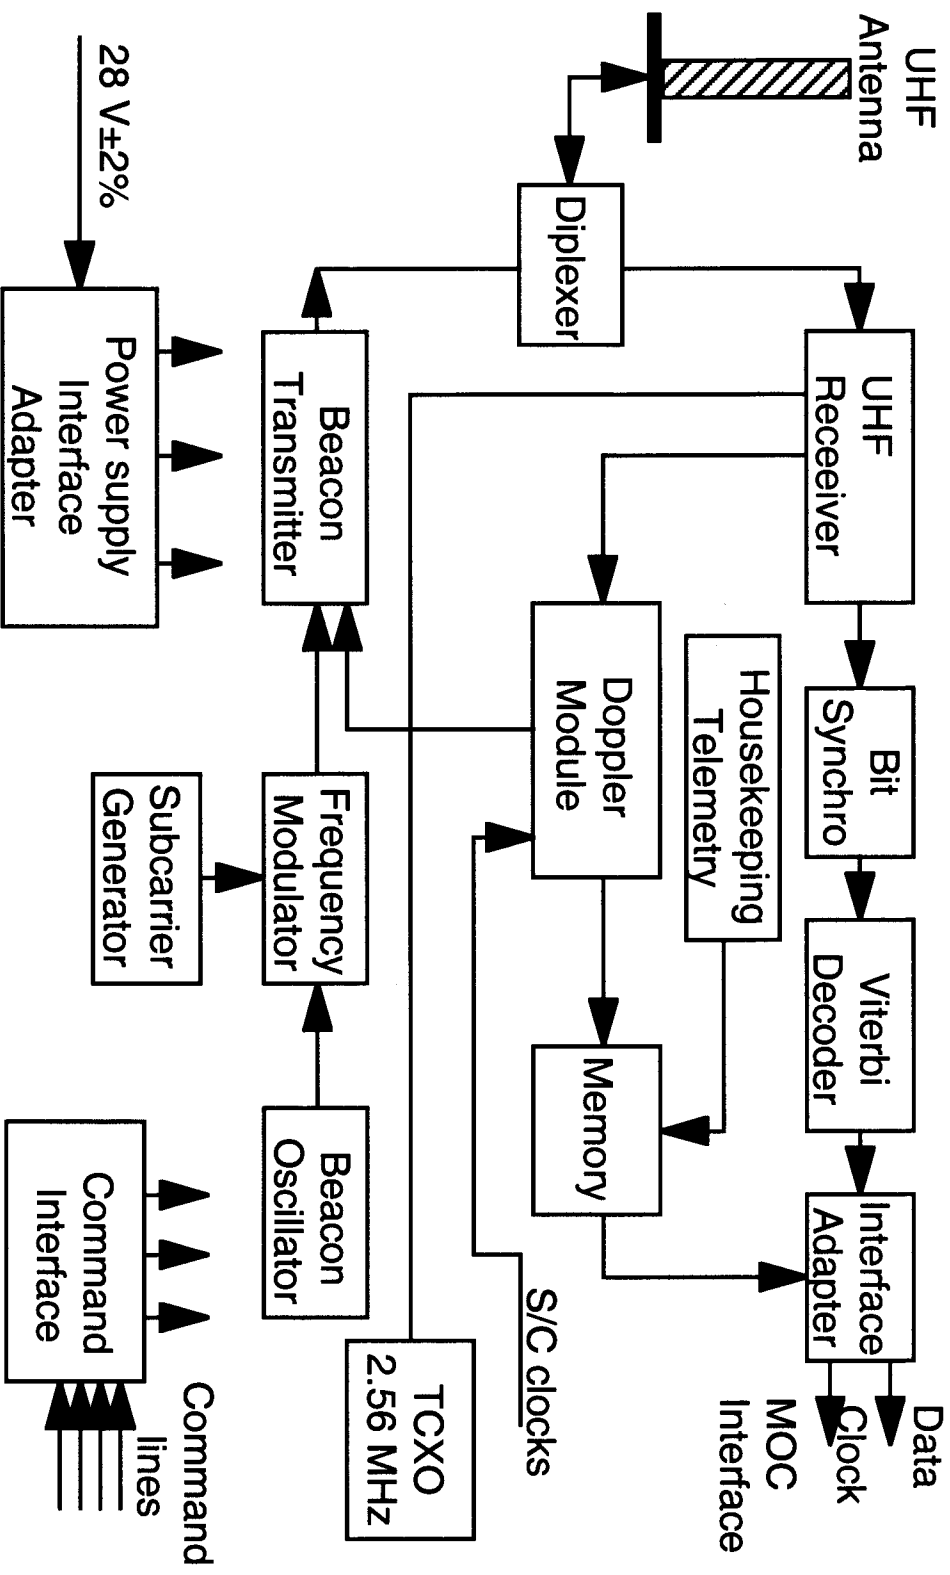 UHF
Antenna
Diplexer
UHF
Receeiver
Bit
Synchro
Viterbi
Decoder
Interface
Adapter
Data
Clock
MOC
Interface
Housekeeping
Telemetry
Doppler
Module
Memory
S/C clocks
TCXO
2.56 MHz
Beacon
Transmitter
Frequency
Modulator
Beacon
Oscillator
Subcarrier
Generator
28 V±2%
Power supply
Interface
Adapter
Command
Interface
Command
lines